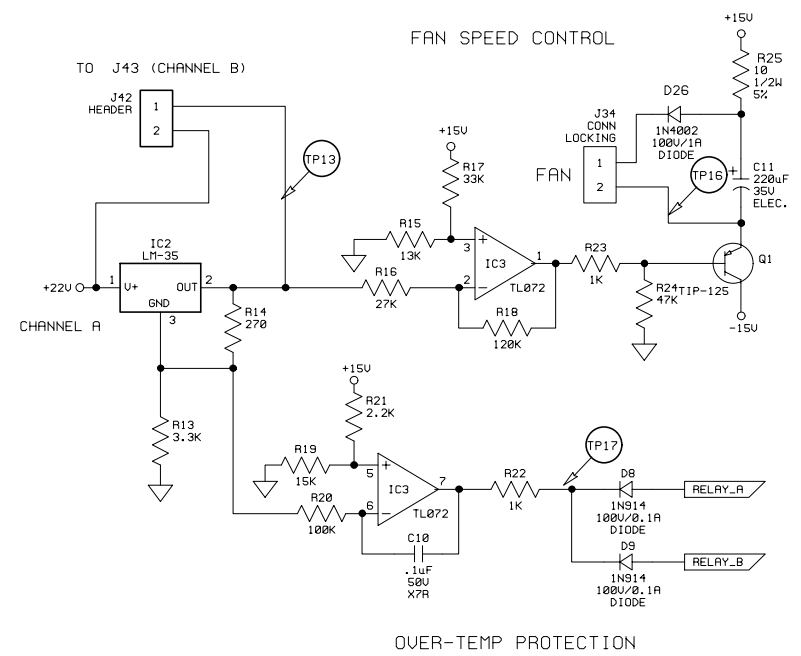 FAN SPEED CONTROL
+15V
R25
10
1/2W
5%
TO J43 (CHANNEL B)
J42
HEADER
1
2
TP13
+15V
R17
33K
D26
1N4002
100V/1A
DIODE
J34
CONN
LOCKING
FAN
1
2
TP16
+
C11
220uF
35V
ELEC.
R15
13K
3
+
IC3
1
2
-
TL072
R23
1K
R24
47K
Q1
TIP-125
-15V
IC2
LM-35
+22V
1
V+
OUT
2
GND
3
CHANNEL A
R14
270
R16
27K
R18
120K
R13
3.3K
+15V
R21
2.2K
R19
15K
5
+
IC3
7
6
-
TL072
R20
100K
C10
.1uF
50V
X7R
R22
1K
TP17
D8
1N914
100V/0.1A
DIODE
RELAY_A
D9
1N914
100V/0.1A
DIODE
RELAY_B
OVER-TEMP PROTECTION